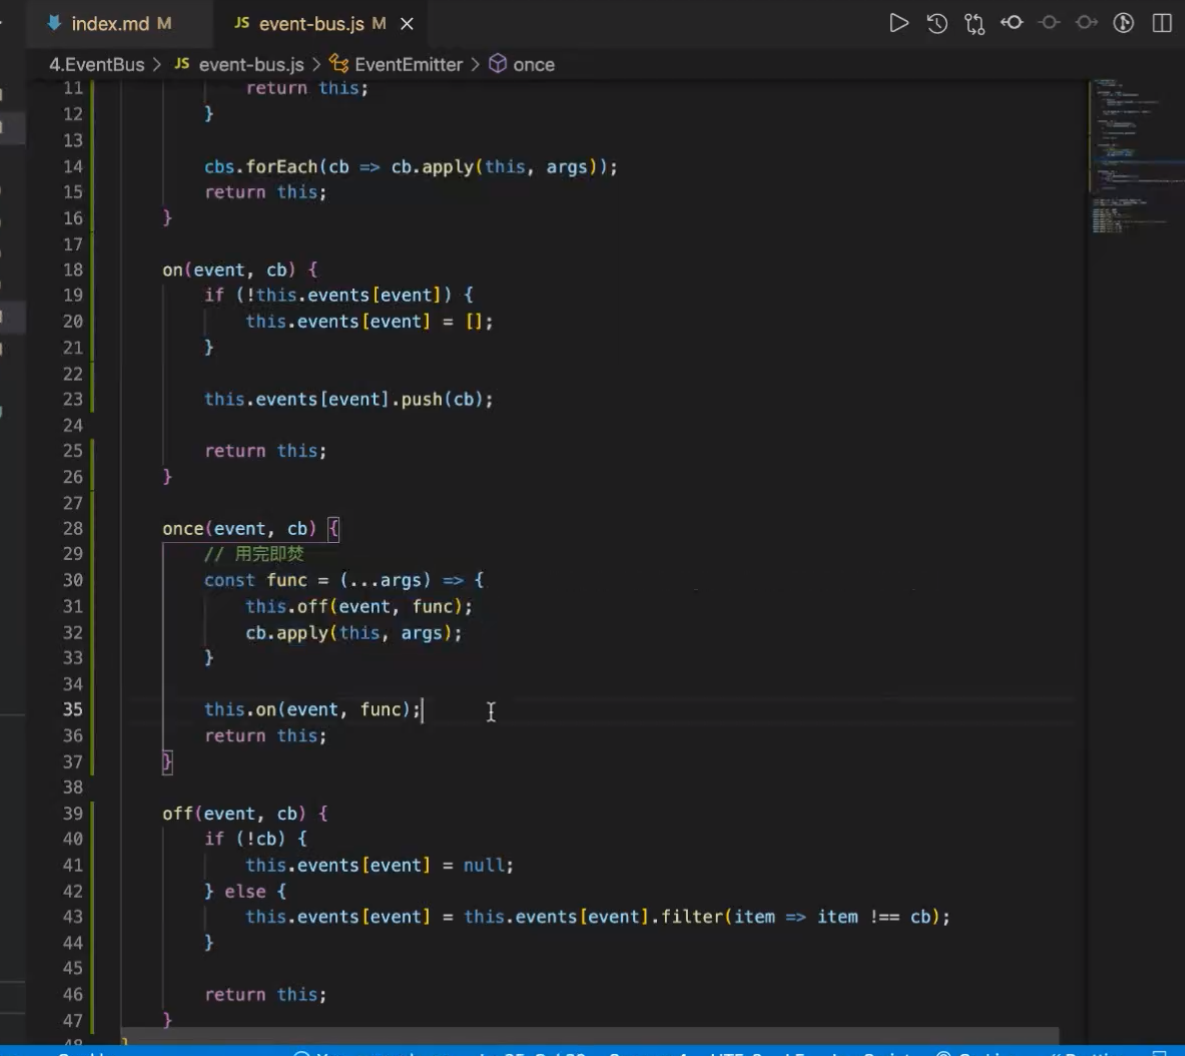 index.md M
JS event-bus.js M
4.EventBus > JS event-bus.js > EventEmitter > once
11 return this;
12 }
13
14 cbs.forEach(cb => cb.apply(this, args));
15 return this;
16 }
17
18 on(event, cb) {
19 if (!this.events[event]) {
20 this.events[event] = [];
21 }
22
23 this.events[event].push(cb);
24
25 return this;
26 }
27
28 once(event, cb) {
29 // 用完即焚
30 const func = (...args) => {
31 this.off(event, func);
32 cb.apply(this, args);
33 }
34
35 this.on(event, func);
36 return this;
37 }
38
39 off(event, cb) {
40 if (!cb) {
41 this.events[event] = null;
42 } else {
43 this.events[event] = this.events[event].filter(item => item !== cb);
44 }
45
46 return this;
47 }
48 }